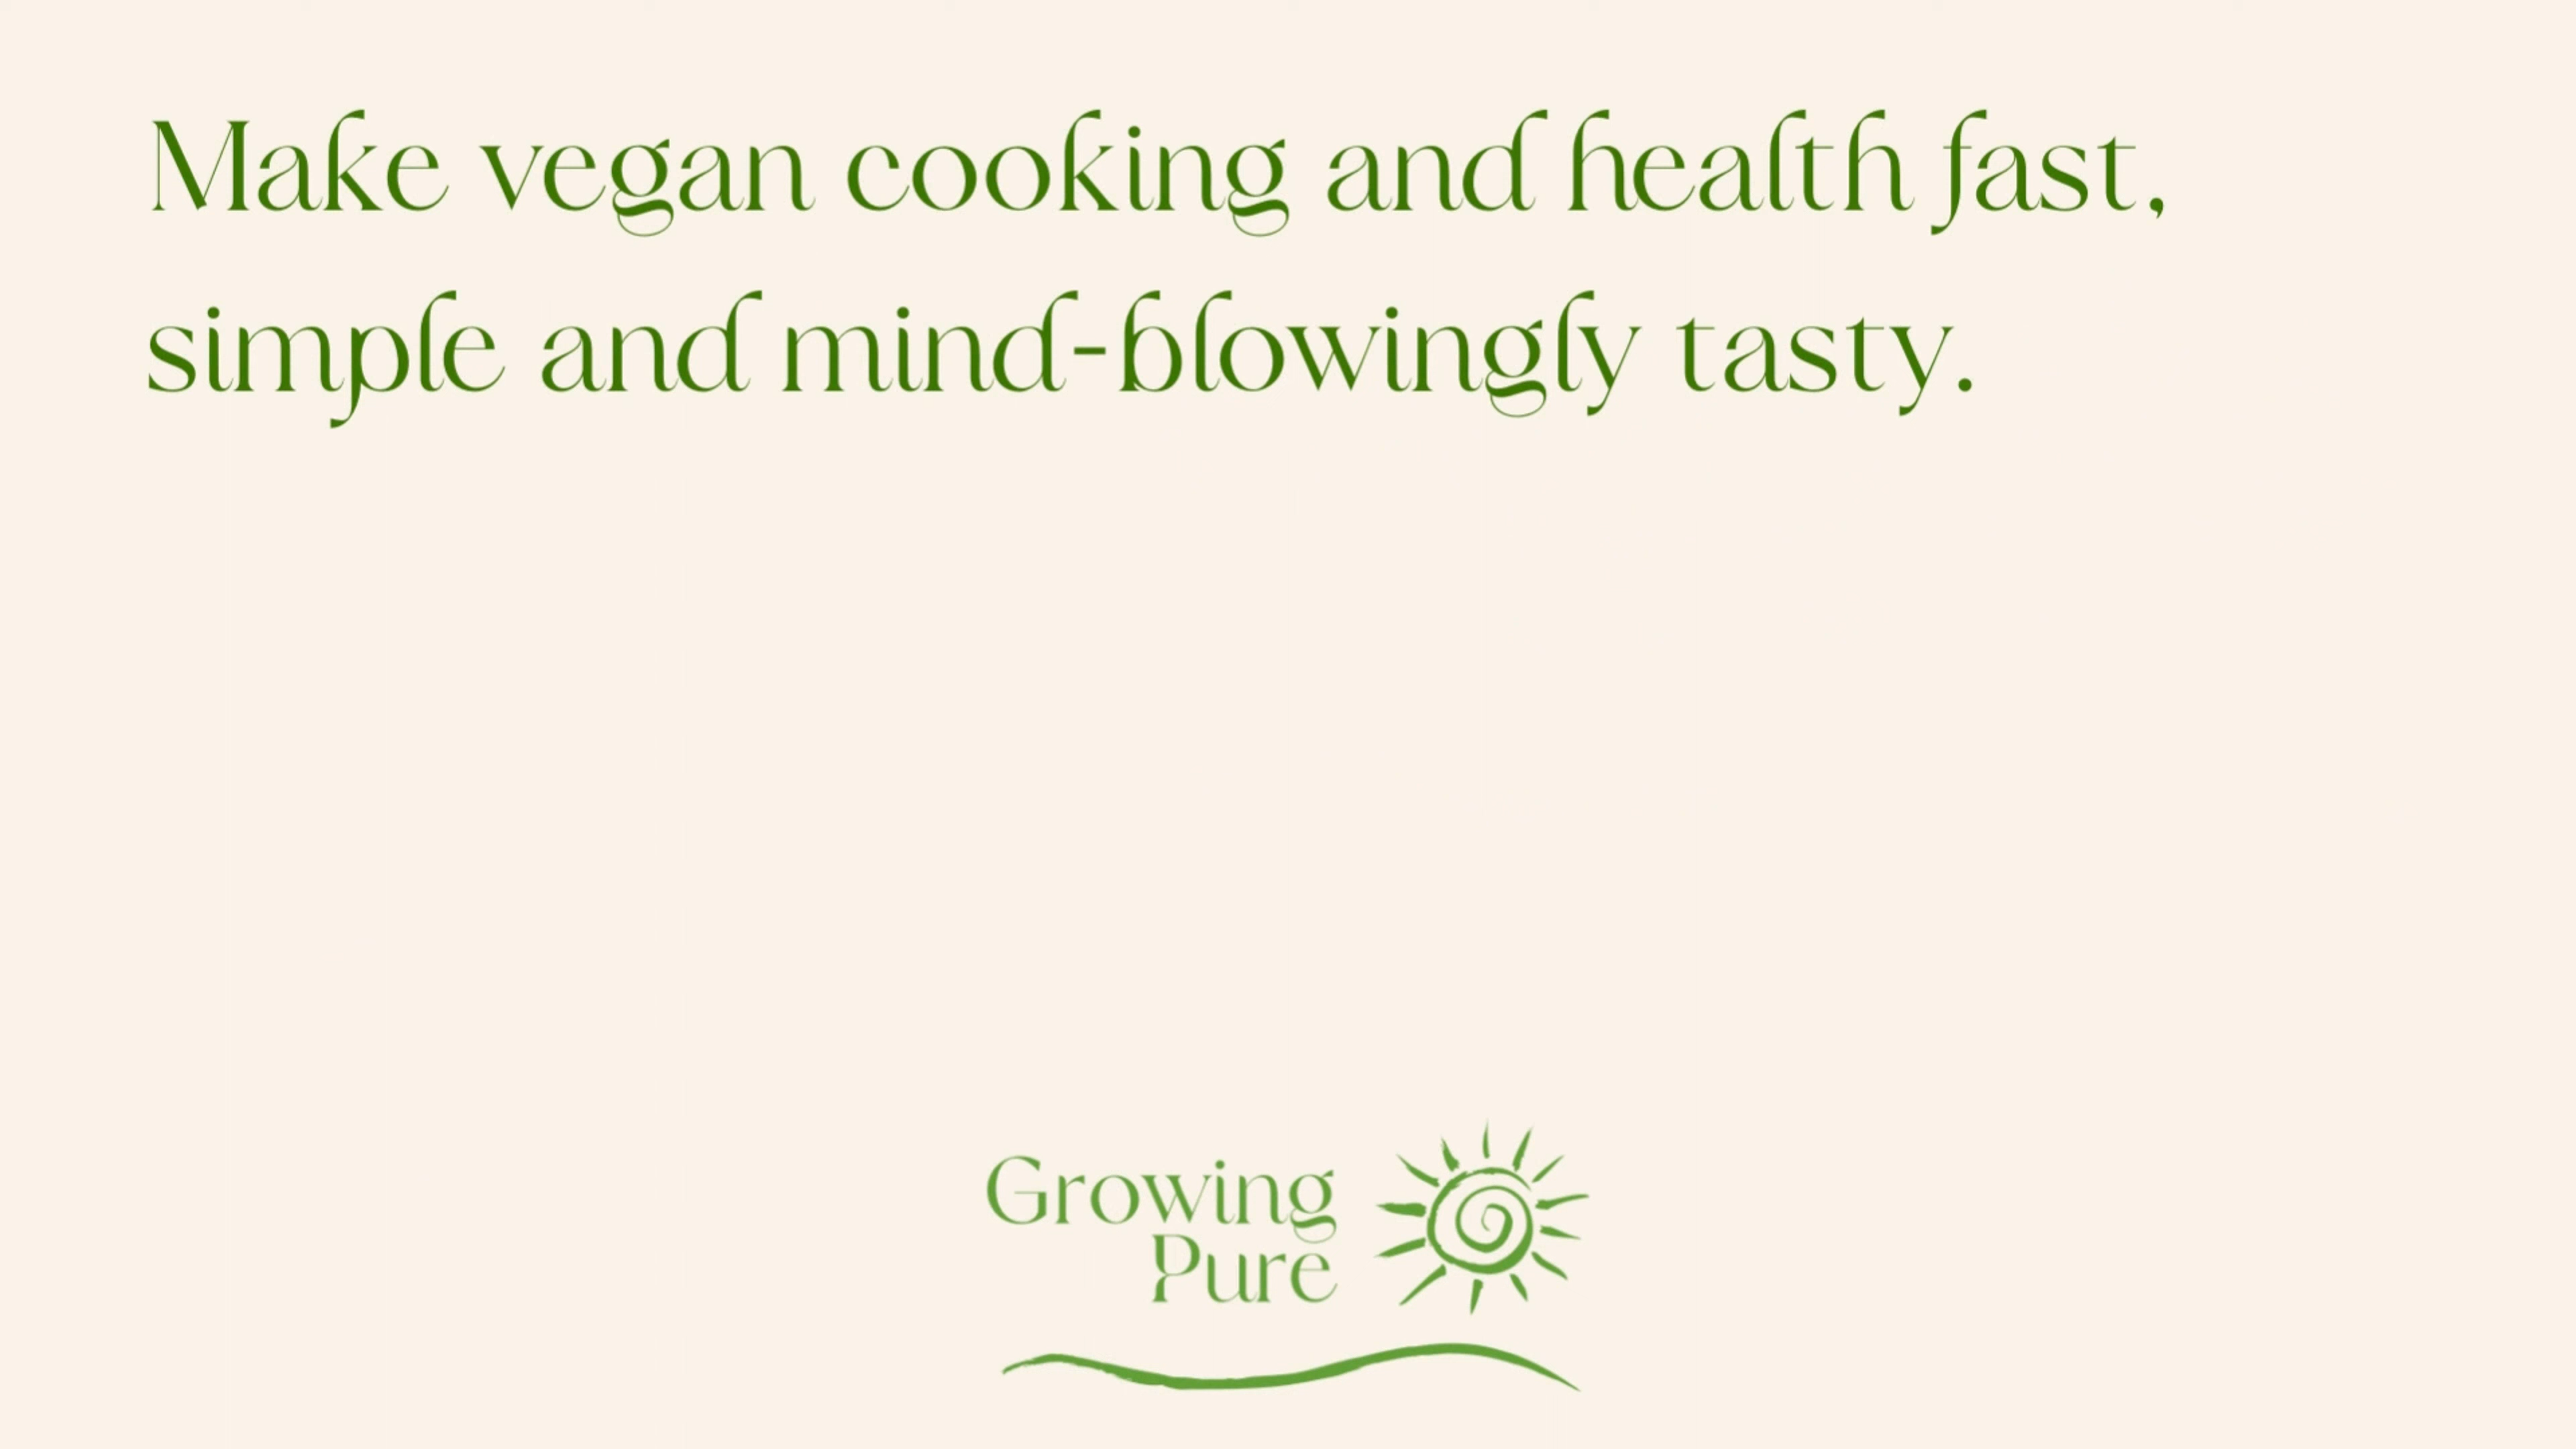 Make vegan cooking and health fast,
simple and mind-blowingly tasty.
Growing
Pure